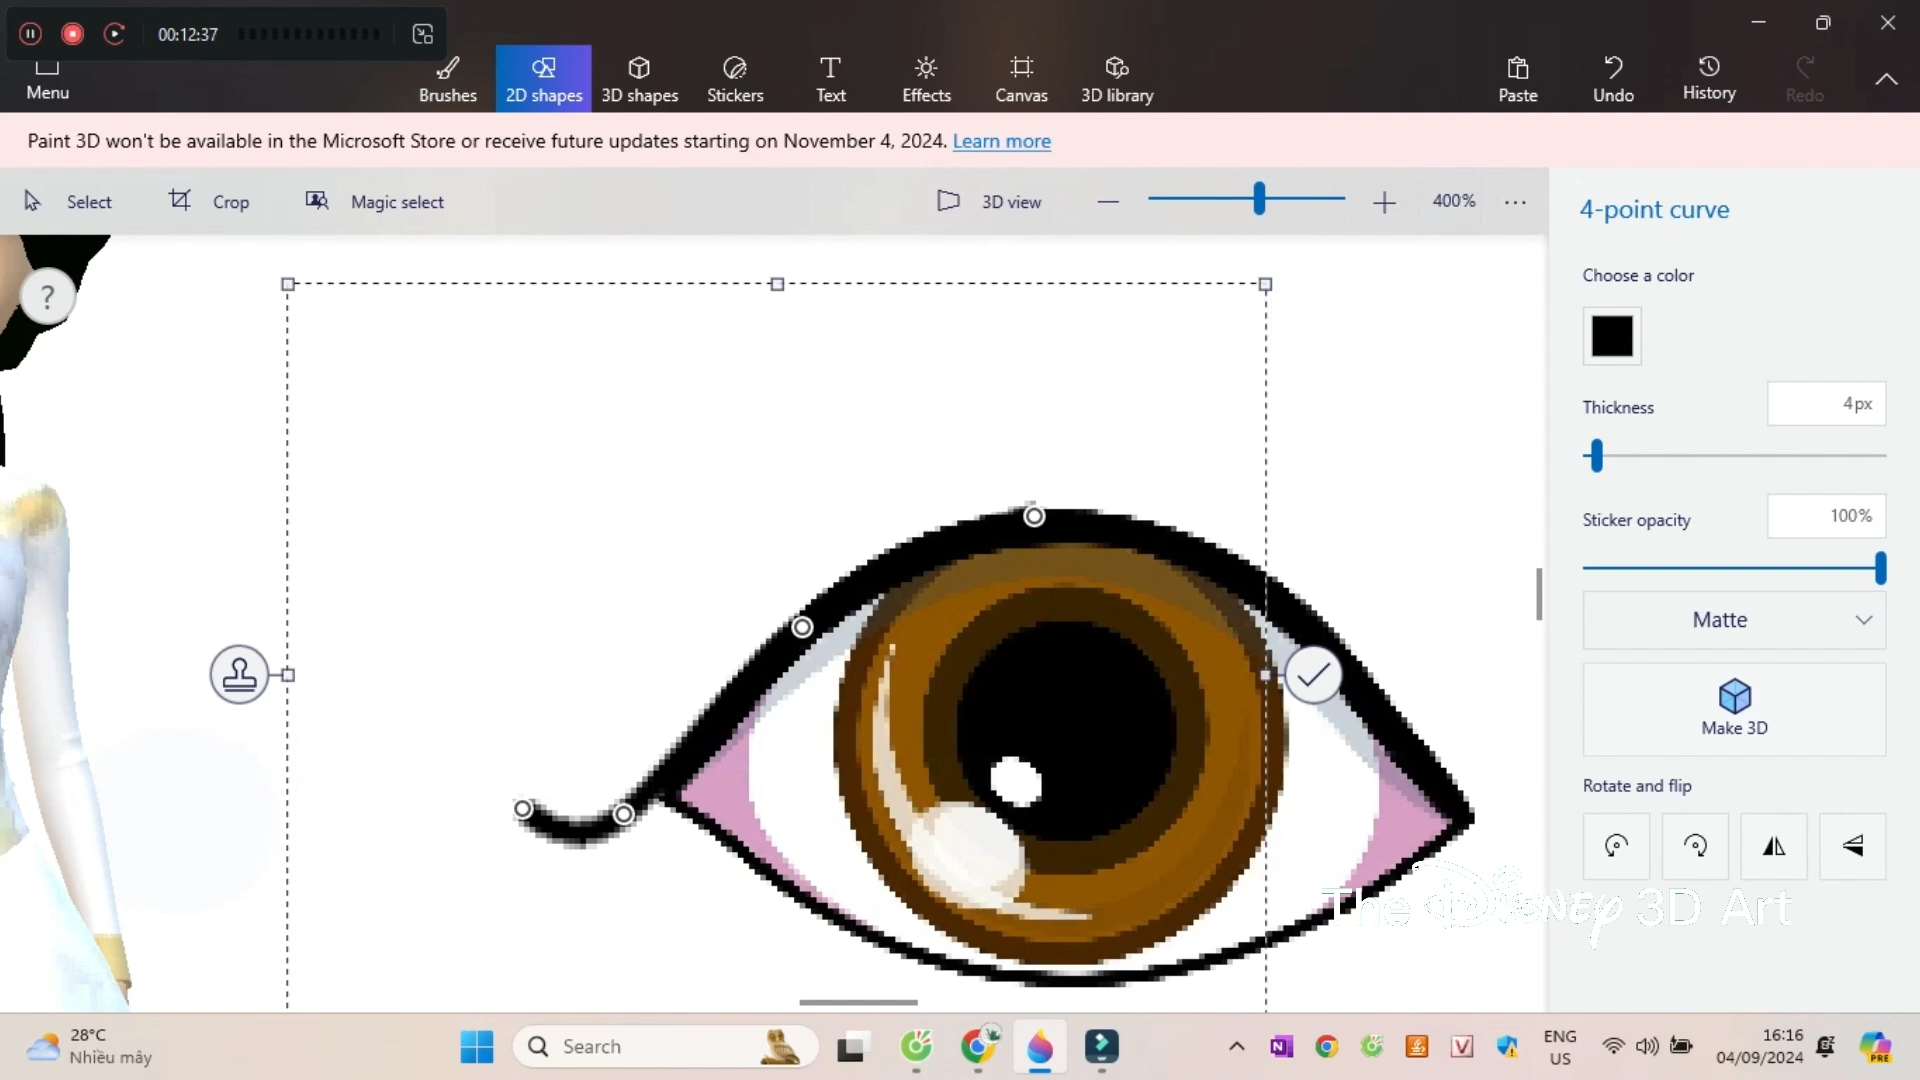 00:12:37
Menu
Brushes
2D shapes
3D shapes
Stickers
Text
Effects
Canvas
3D library
Paste
Undo
History
Redo
Paint 3D won't be available in the Microsoft Store or receive future updates starting on November 4, 2024. Learn more
Select
Crop
Magic select
3D view
400%
4-point curve
Choose a color
Thickness
4px
Sticker opacity
100%
Matte
Make 3D
Rotate and flip
The Disney 3D Art
28°C
Nhiều mây
Search
ENG
US
16:16
04/09/2024
PRE